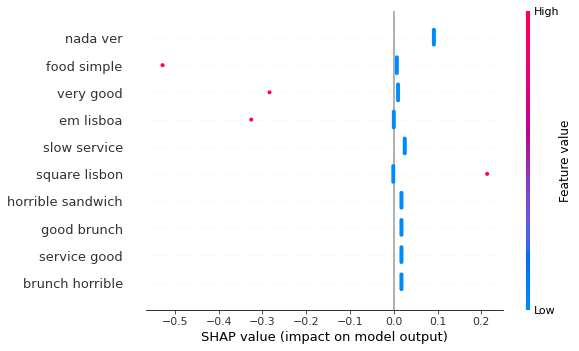 High
nada ver
food simple
very good
em lisboa
slow service
square lisbon
horrible sandwich
good brunch
service good
brunch horrible
Feature value
Low
−0.5 −0.4 −0.3 −0.2 −0.1 0.0 0.1 0.2
SHAP value (impact on model output)